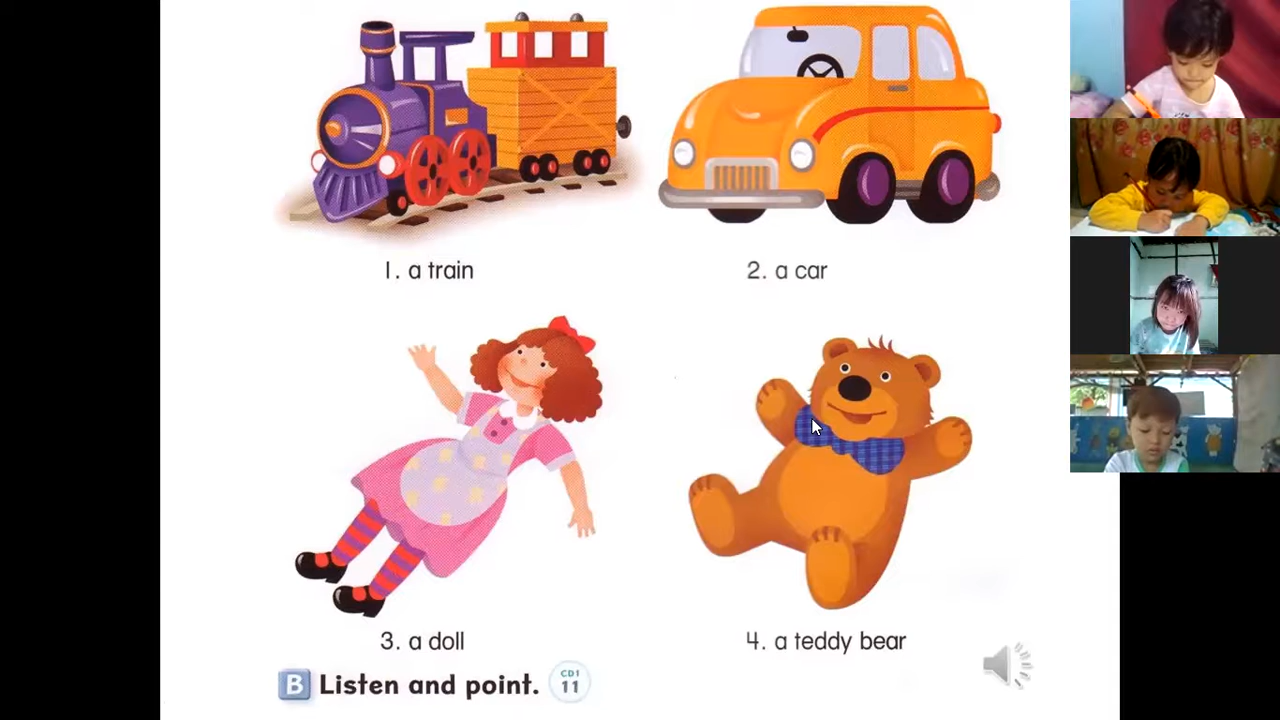 1. a train
2. a car
3. a doll
4. a teddy bear
B Listen and point. CD1 11